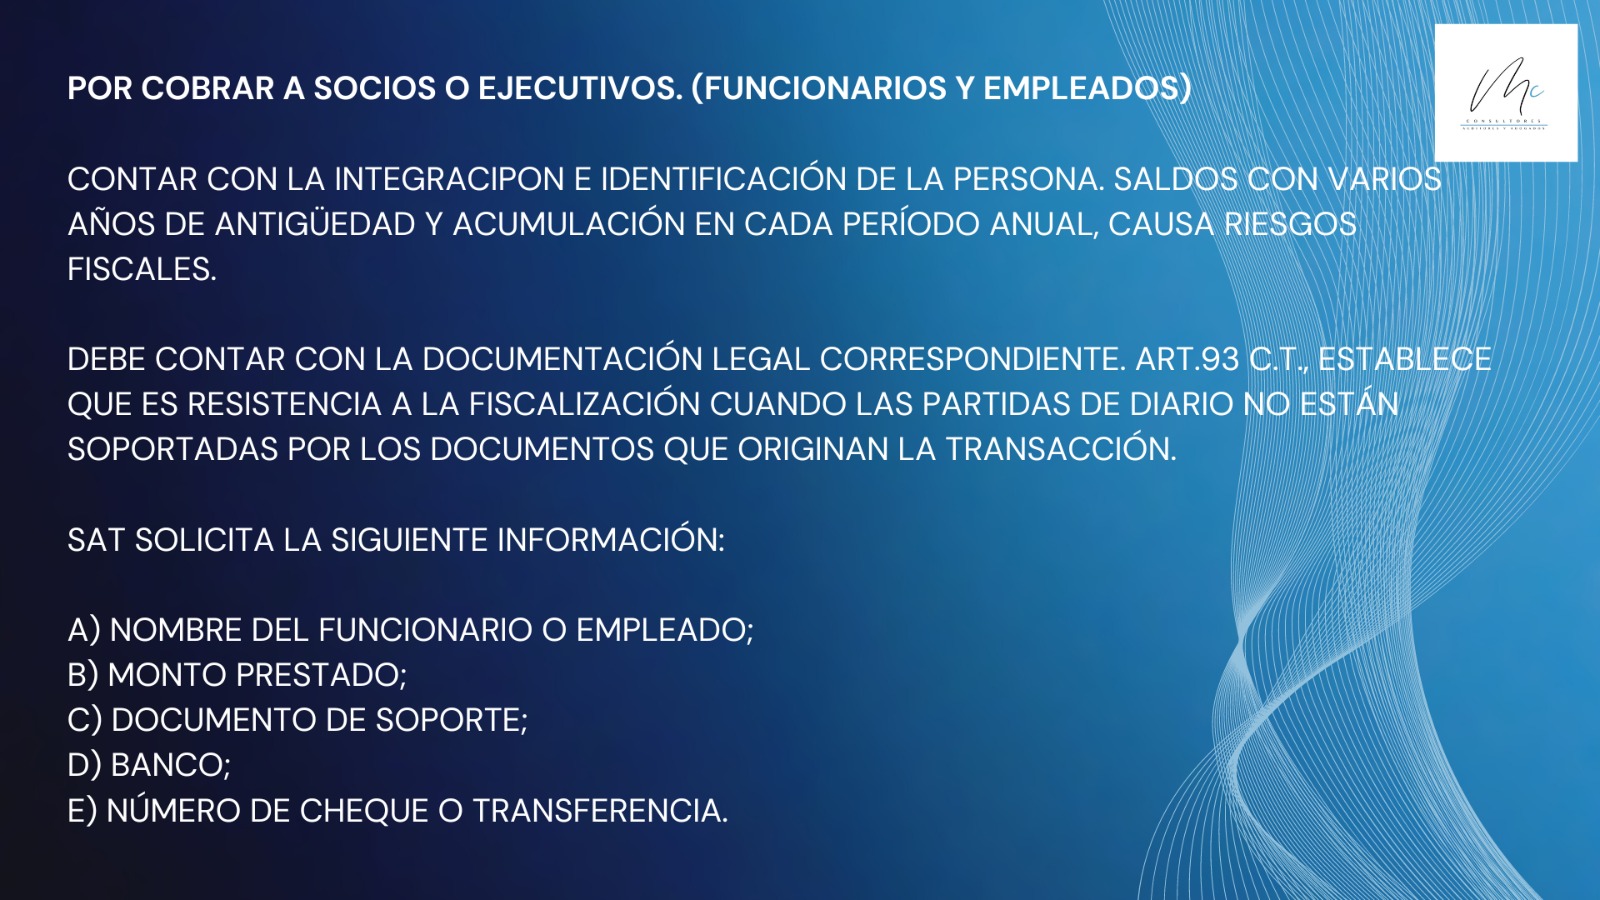 POR COBRAR A SOCIOS O EJECUTIVOS. (FUNCIONARIOS Y EMPLEADOS)
Mc
CONSULTORES
AUDITORES Y ABOGADOS
CONTAR CON LA INTEGRACIPON E IDENTIFICACIÓN DE LA PERSONA. SALDOS CON VARIOS
AÑOS DE ANTIGÜEDAD Y ACUMULACIÓN EN CADA PERÍODO ANUAL, CAUSA RIESGOS
FISCALES.
DEBE CONTAR CON LA DOCUMENTACIÓN LEGAL CORRESPONDIENTE. ART.93 C.T., ESTABLECE
QUE ES RESISTENCIA A LA FISCALIZACIÓN CUANDO LAS PARTIDAS DE DIARIO NO ESTÁN
SOPORTADAS POR LOS DOCUMENTOS QUE ORIGINAN LA TRANSACCIÓN.
SAT SOLICITA LA SIGUIENTE INFORMACIÓN:
A) NOMBRE DEL FUNCIONARIO O EMPLEADO;
B) MONTO PRESTADO;
C) DOCUMENTO DE SOPORTE;
D) BANCO;
E) NÚMERO DE CHEQUE O TRANSFERENCIA.